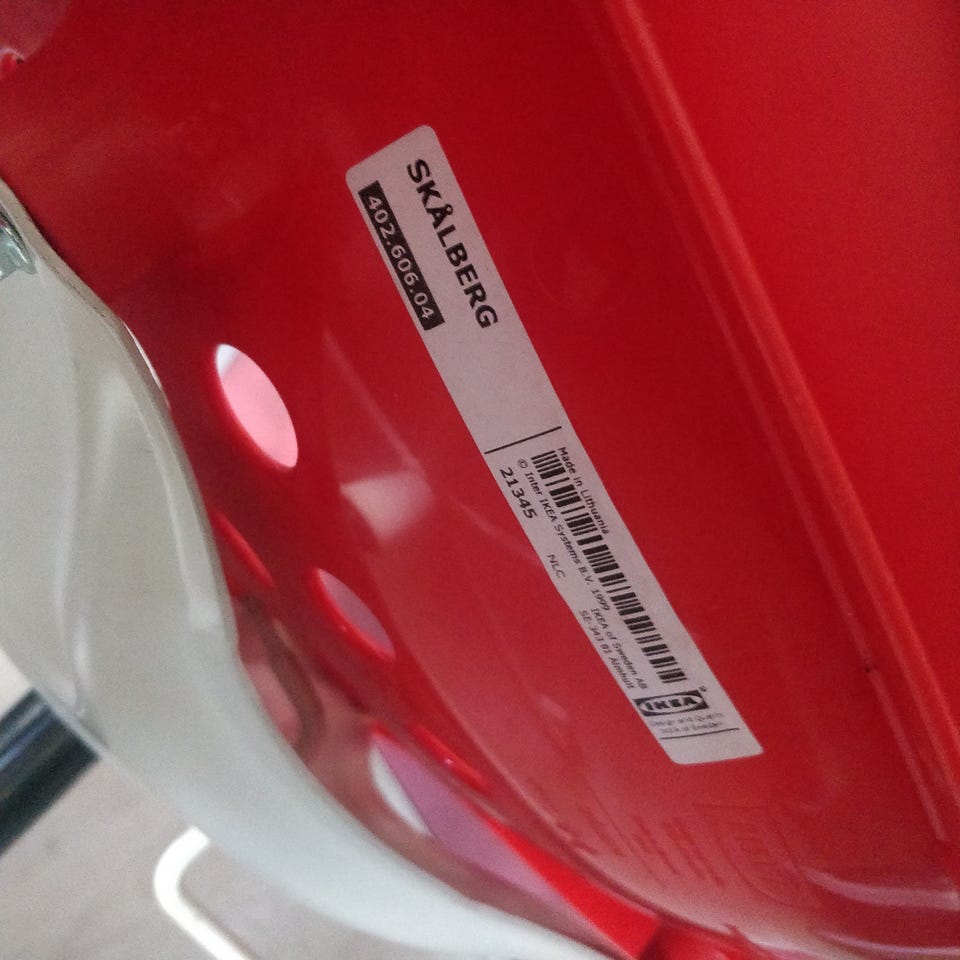 SKÅLBERG
402.606.04
Made in Lithuania
© Inter IKEA Systems B.V. 1999
21345
NLC
IKEA of Sweden AB
SE-343 81 Älmhult
IKEA
Design and Quality
IKEA of Sweden